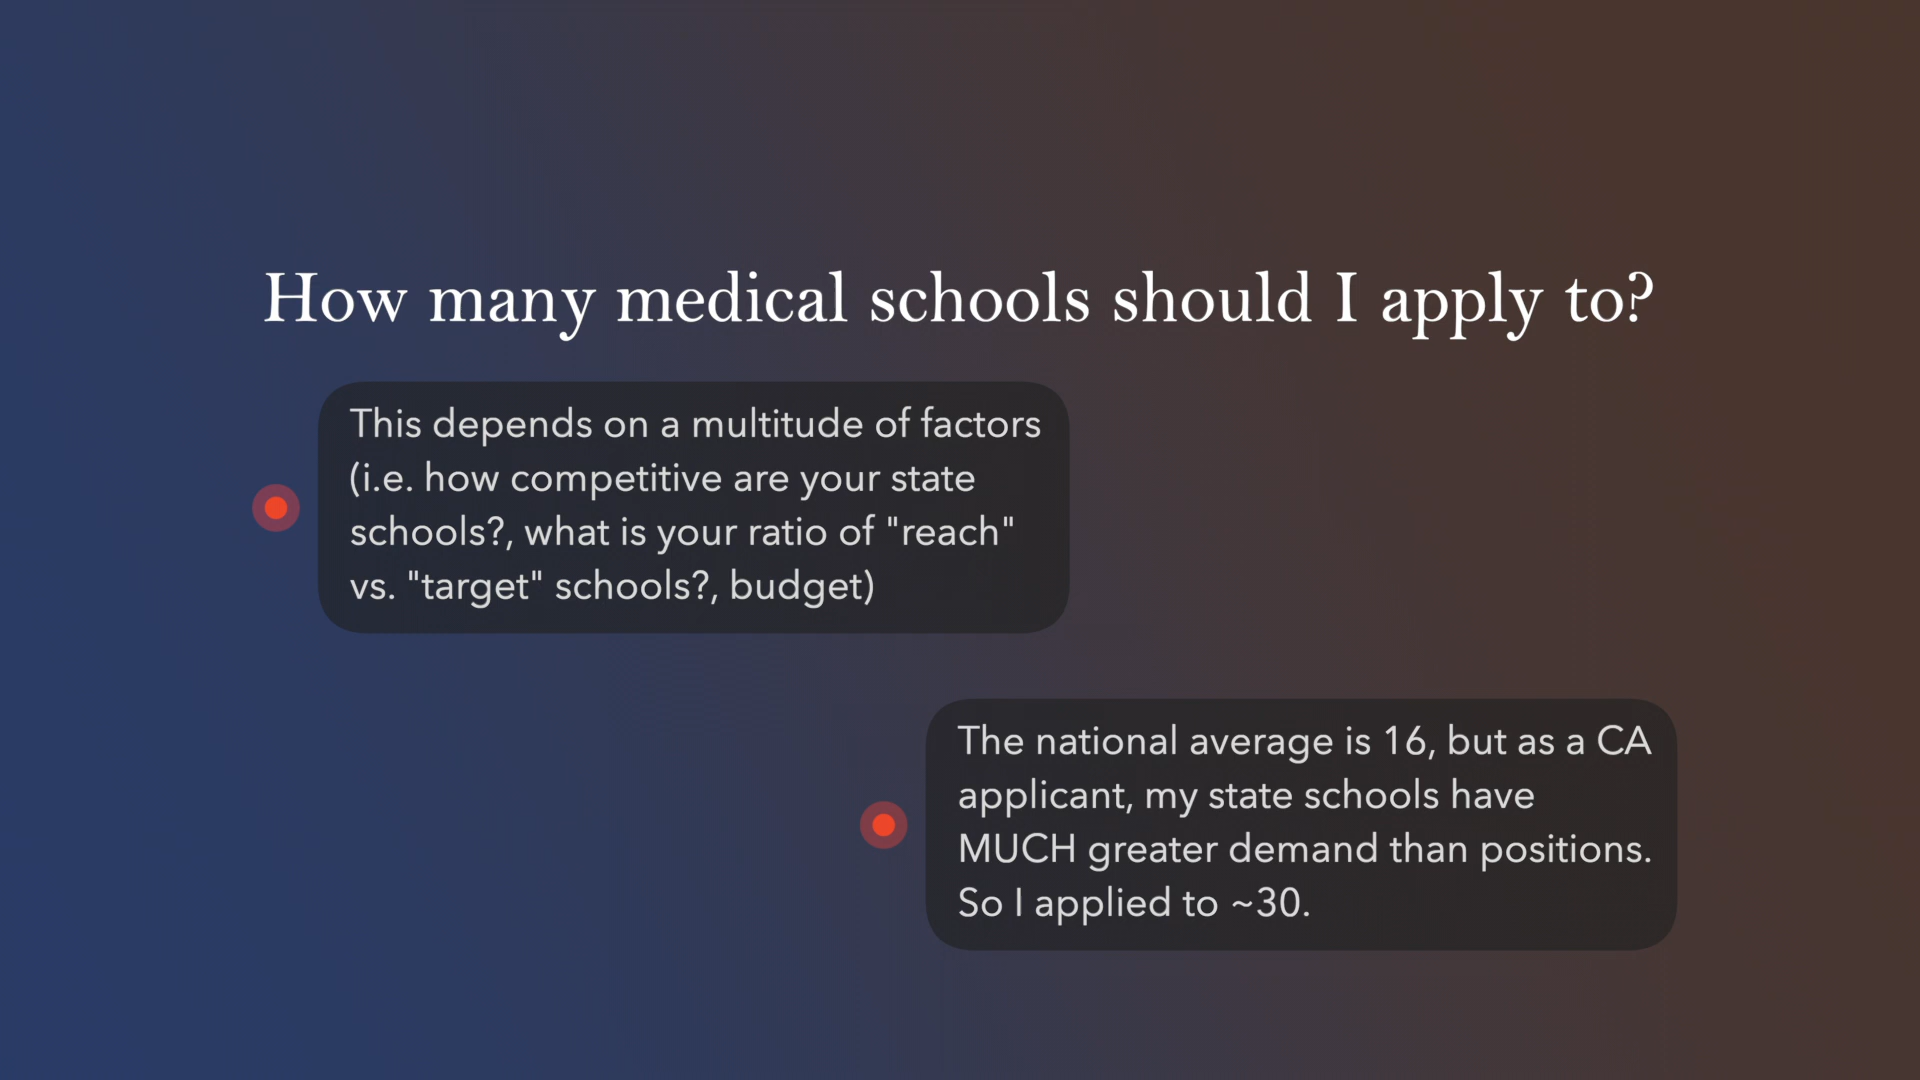 How many medical schools should I apply to?
This depends on a multitude of factors
(i.e. how competitive are your state
schools?, what is your ratio of "reach"
vs. "target" schools?, budget)
The national average is 16, but as a CA
applicant, my state schools have
MUCH greater demand than positions.
So I applied to ~30.